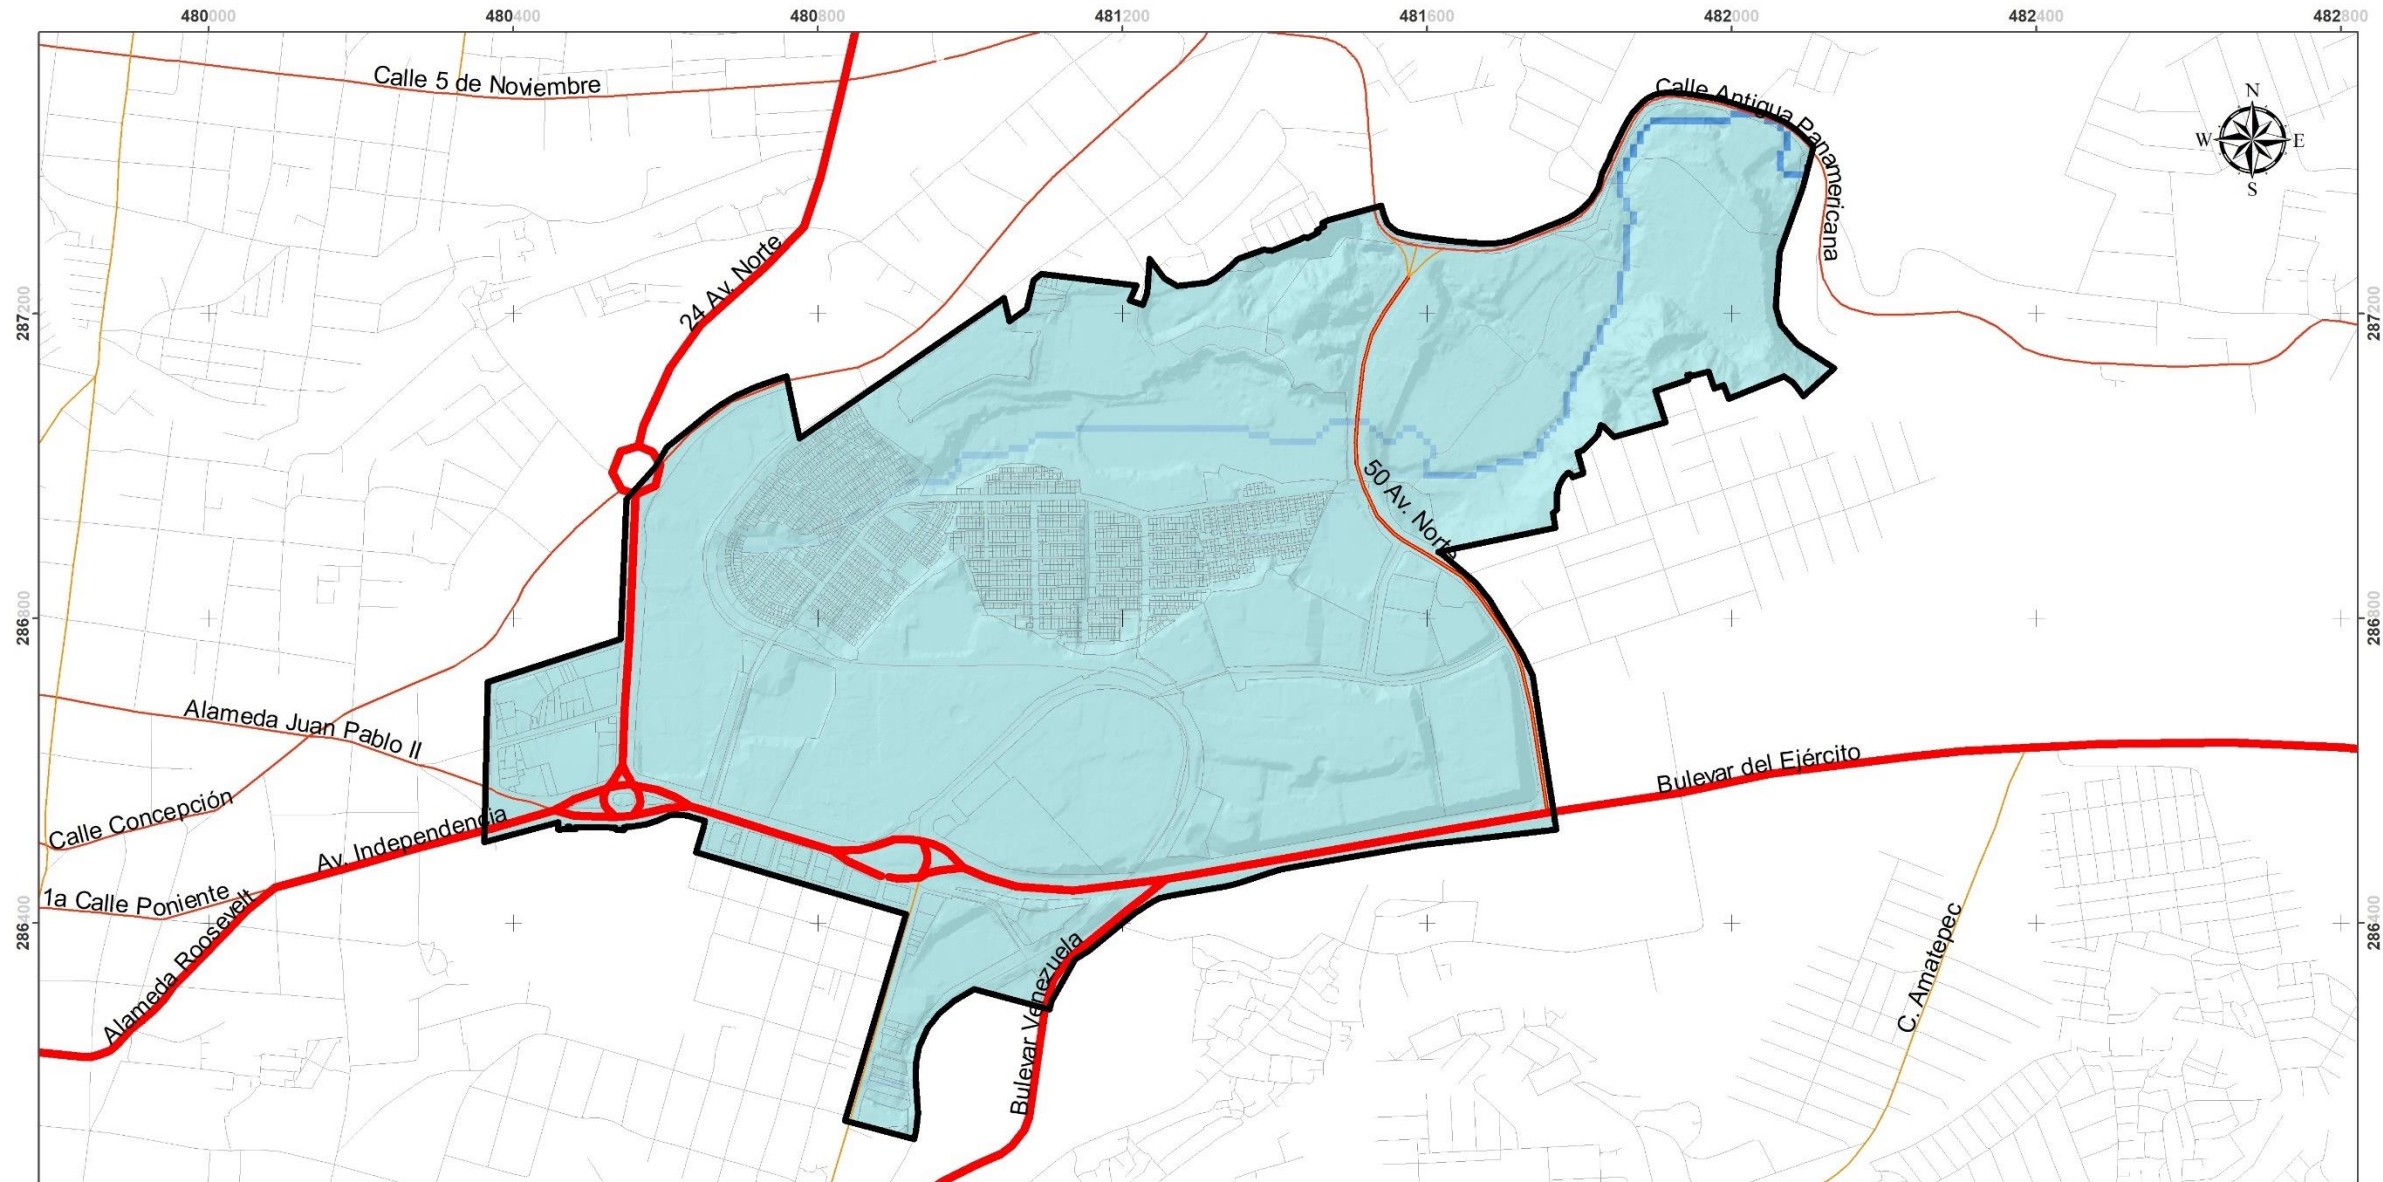 480000 480400 480800 481200 481600 482000 482400 482800
Calle 5 de Noviembre
Calle Antigua Panamericana
N
W E
S
24 Av. Norte
287200 287200
50 Av. Norte
286800 286800
Alameda Juan Pablo II
Bulevar del Ejército
Calle Concepción
Av. Independencia
1a Calle Poniente
286400 286400
Alameda Roosevelt
Bulevar Venezuela
C. Amatepec